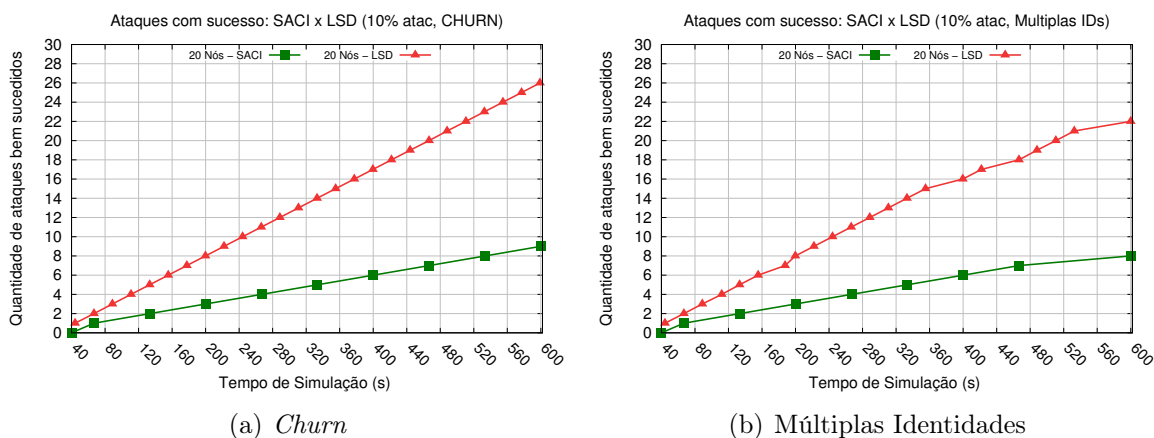 Ataques com sucesso: SACI x LSD (10% atac, CHURN)
Quantidade de ataques bem sucedidos
30
28
26
24
22
20
18
16
14
12
10
8
6
4
2
0
20 Nós – SACI
20 Nós – LSD
40 80 120 160 200 240 280 320 360 400 440 480 520 560 600
Tempo de Simulação (s)
(a) Churn
Ataques com sucesso: SACI x LSD (10% atac, Multiplas IDs)
Quantidade de ataques bem sucedidos
30
28
26
24
22
20
18
16
14
12
10
8
6
4
2
0
20 Nós – SACI
20 Nós – LSD
40 80 120 160 200 240 280 320 360 400 440 480 520 560 600
Tempo de Simulação (s)
(b) Múltiplas Identidades